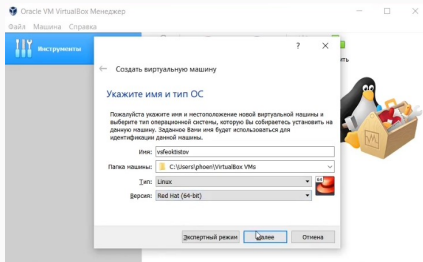 Oracle VM VirtualBox Менеджер
Файл Машина Справка
Инструменты
? ×
Создать виртуальную машину
Укажите имя и тип ОС
Пожалуйста укажите имя и местоположение новой виртуальной машины и
выберите тип операционной системы, которую Вы собираетесь установить на
данную машину. Заданное Вами имя будет использоваться для
идентификации данной машины.
Имя: vsfeoktistov
Папка машины: C:\Users\phoen\VirtualBox VMs
Тип: Linux
64
Версия: Red Hat (64-bit)
Экспертный режим Далее Отмена